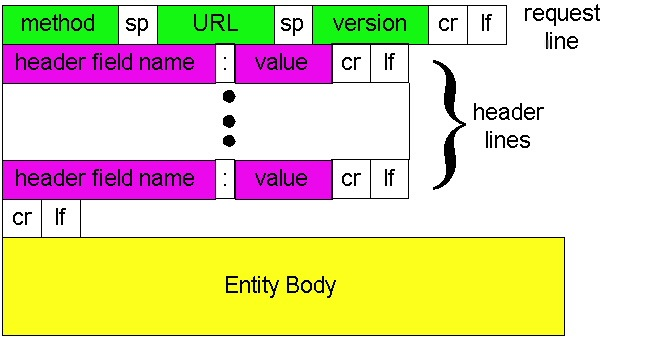 method sp URL sp version cr lf
request
line
header field name : value cr lf
header
lines
header field name : value cr lf
cr lf
Entity Body